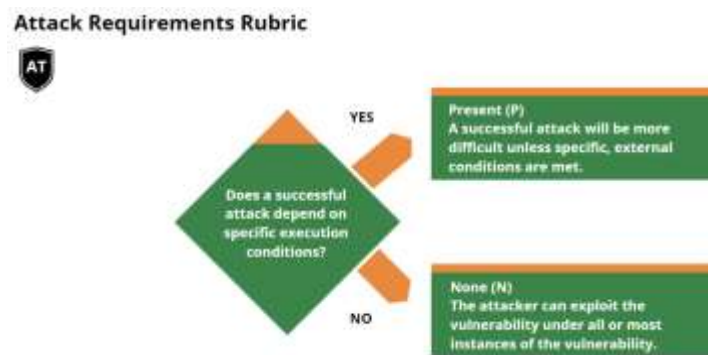 Attack Requirements Rubric
AT
YES
Present (P)
A successful attack will be more
difficult unless specific, external
conditions are met.
Does a successful
attack depend on
specific execution
conditions?
None (N)
The attacker can exploit the
vulnerability under all or most
instances of the vulnerability.
NO